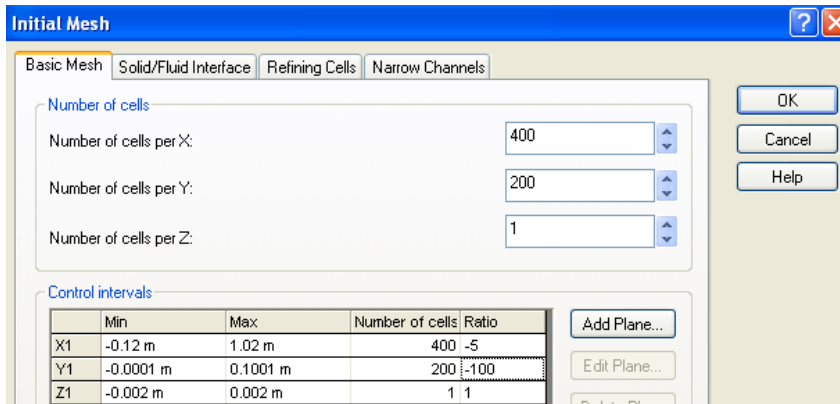 Initial Mesh
Basic Mesh Solid/Fluid Interface Refining Cells Narrow Channels
Number of cells
OK
Number of cells per X: 400
Cancel
Number of cells per Y: 200
Help
Number of cells per Z: 1
Control intervals
Min Max Number of cells Ratio
Add Plane...
X1 -0.12 m 1.02 m 400 -5
Y1 -0.0001 m 0.1001 m 200 -100
Edit Plane...
Z1 -0.002 m 0.002 m 1 1